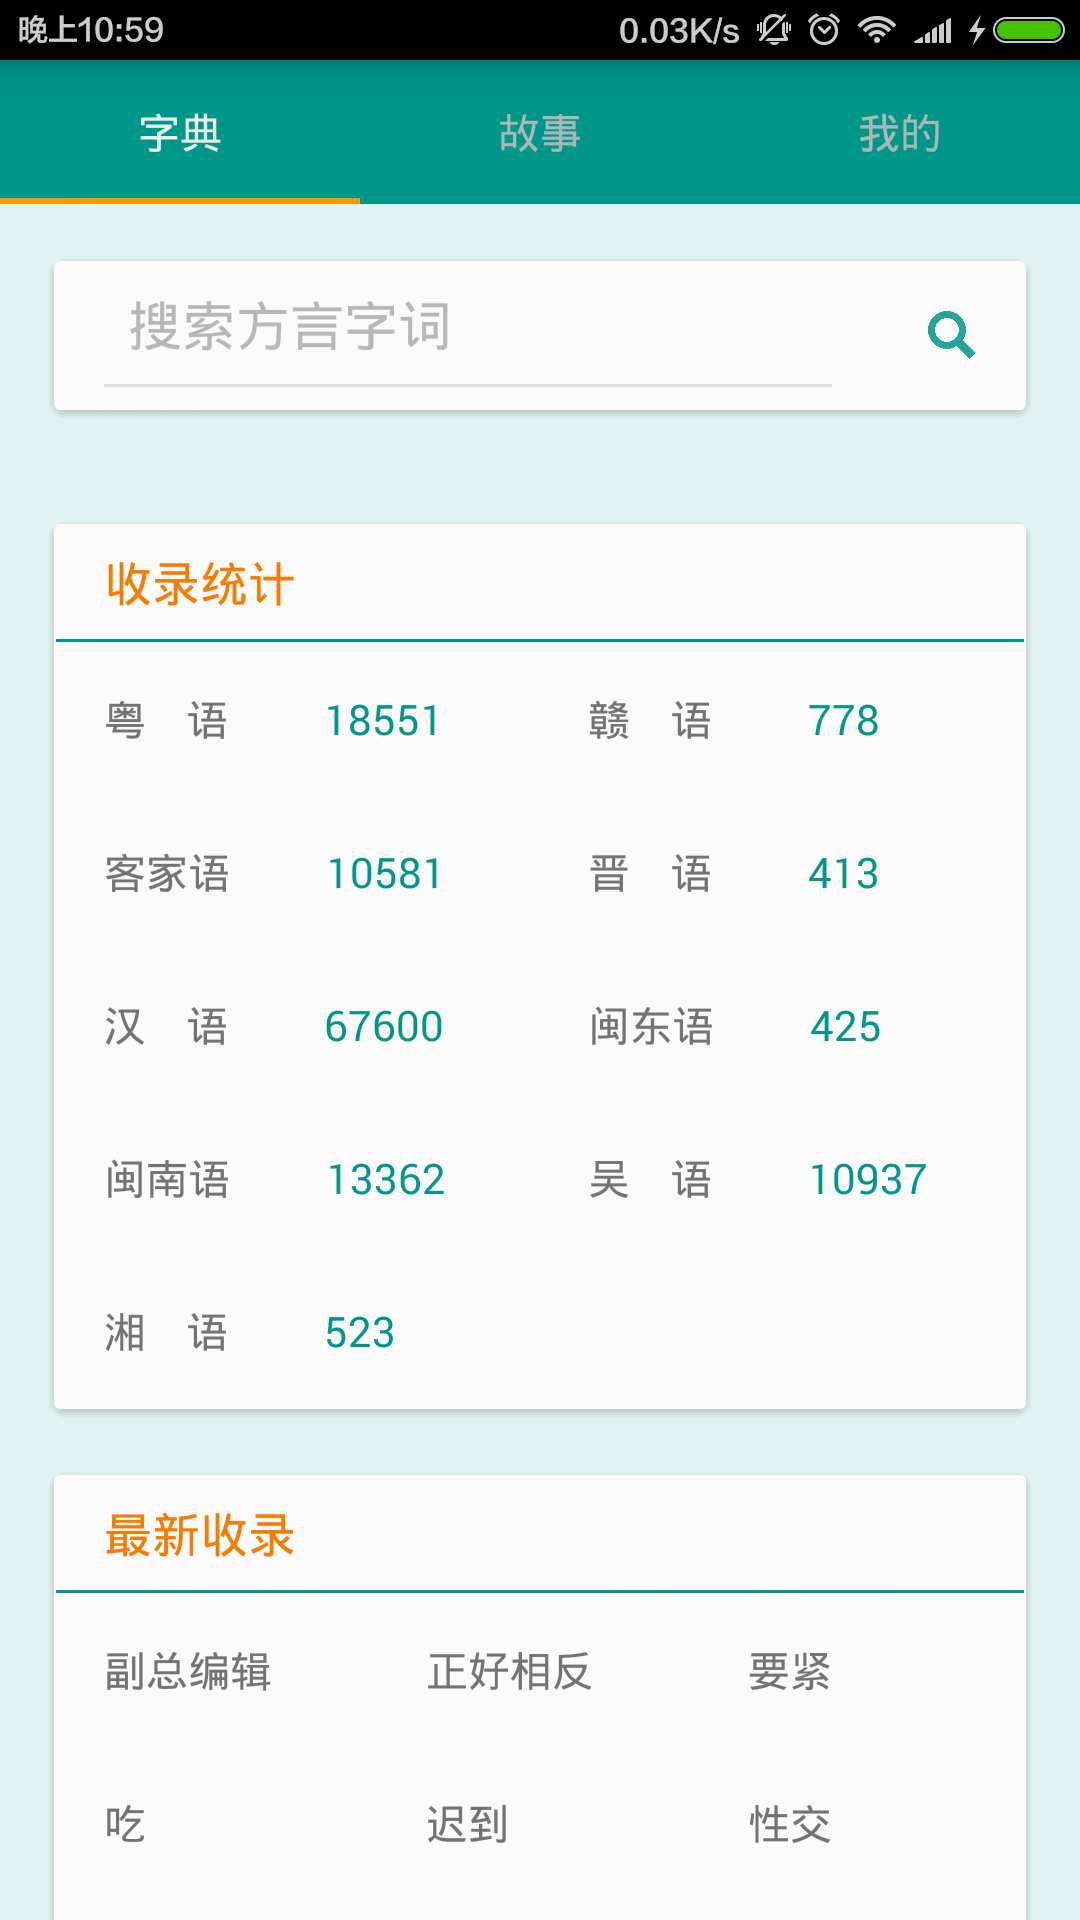 晚上10:59 0.03K/s
字典 故事 我的
搜索方言字词
收录统计
粤 语 18551 赣 语 778
客家语 10581 晋 语 413
汉 语 67600 闽东语 425
闽南语 13362 吴 语 10937
湘 语 523
最新收录
副总编辑 正好相反 要紧
吃 迟到 性交